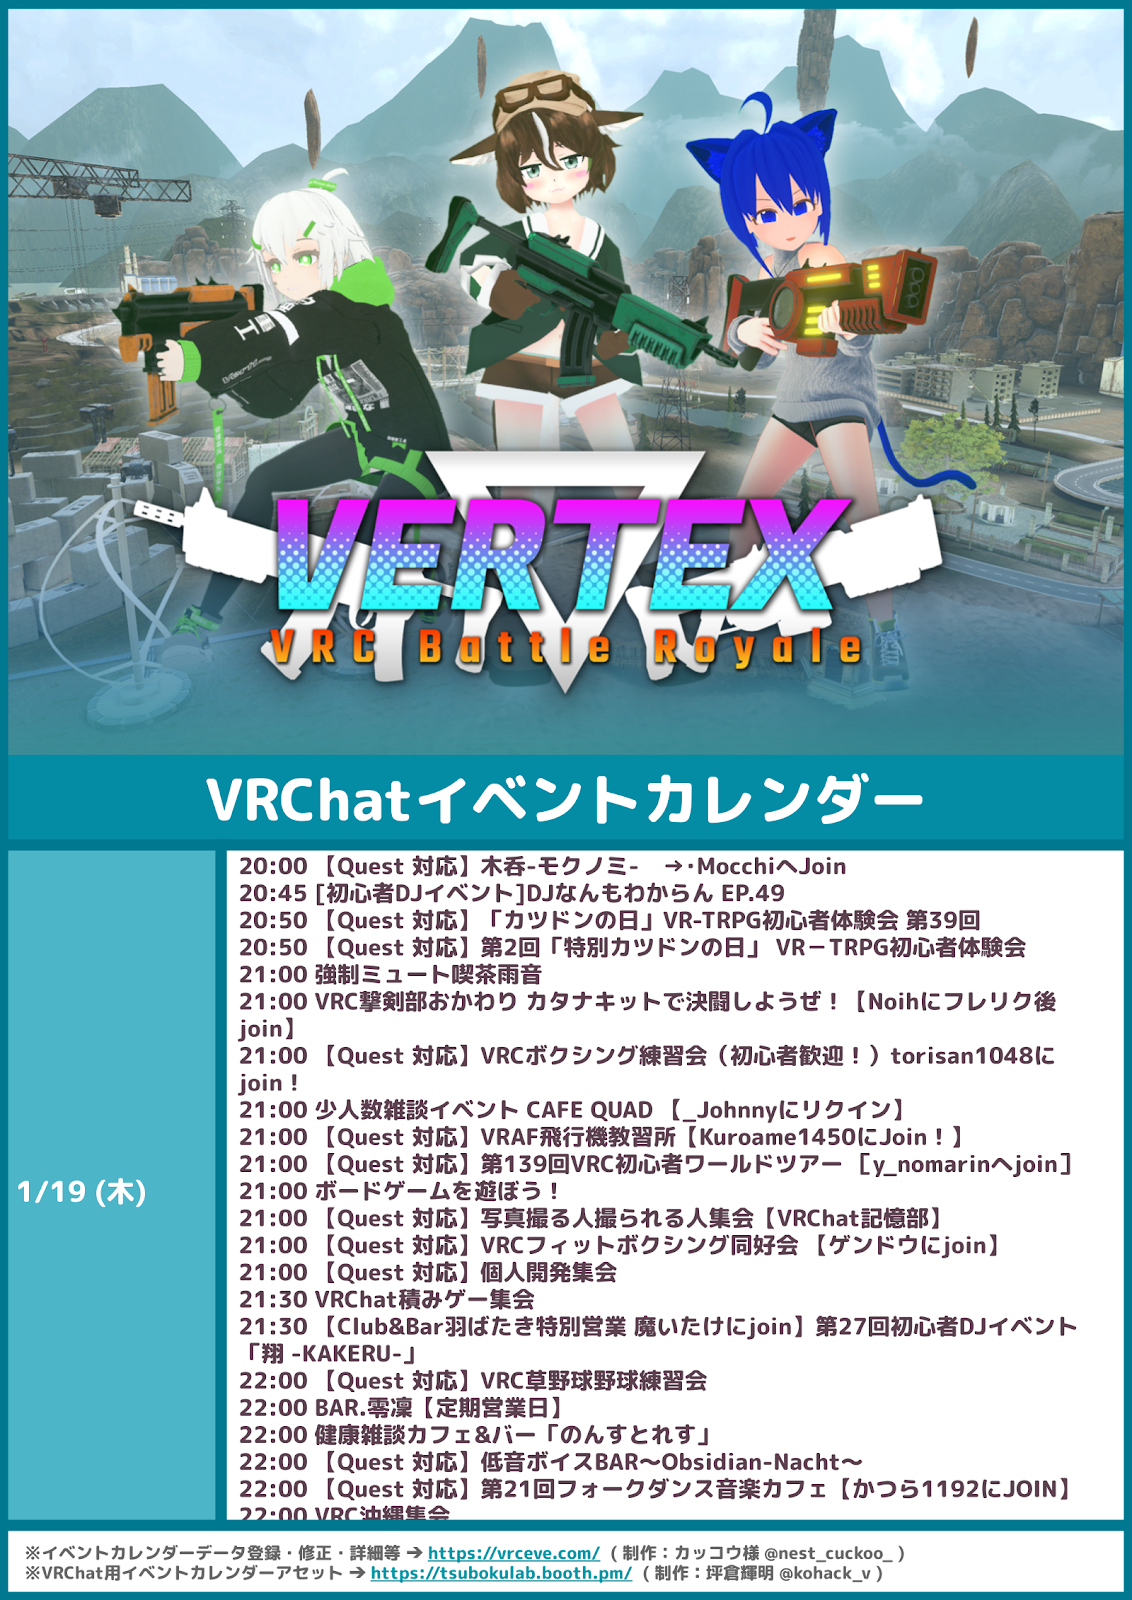 VERTEX
VRC Battle Royale
VRChatイベントカレンダー
1/19 (木)
20:00 【Quest 対応】木呑-モクノミ-　→･MocchiへJoin
20:45 [初心者DJイベント]DJなんもわからん EP.49
20:50 【Quest 対応】「カツドンの日」VR-TRPG初心者体験会 第39回
20:50 【Quest 対応】第2回「特別カツドンの日」 VR－TRPG初心者体験会
21:00 強制ミュート喫茶雨音
21:00 VRC撃剣部おかわり カタナキットで決闘しようぜ！【Noihにフレリク後
join】
21:00 【Quest 対応】VRCボクシング練習会（初心者歓迎！）torisan1048に
join！
21:00 少人数雑談イベント CAFE QUAD 【_Johnnyにリクイン】
21:00 【Quest 対応】VRAF飛行機教習所【Kuroame1450にJoin！】
21:00 【Quest 対応】第139回VRC初心者ワールドツアー ［y_nomarinへjoin］
21:00 ボードゲームを遊ぼう！
21:00 【Quest 対応】写真撮る人撮られる人集会【VRChat記憶部】
21:00 【Quest 対応】VRCフィットボクシング同好会 【ゲンドウにjoin】
21:00 【Quest 対応】個人開発集会
21:30 VRChat積みゲー集会
21:30 【Club&Bar羽ばたき特別営業 魔いたけにjoin】第27回初心者DJイベント
「翔 -KAKERU-」
22:00 【Quest 対応】VRC草野球野球練習会
22:00 BAR.零凜【定期営業日】
22:00 健康雑談カフェ&バー「のんすとれす」
22:00 【Quest 対応】低音ボイスBAR～Obsidian-Nacht～
22:00 【Quest 対応】第21回フォークダンス音楽カフェ【かつら1192にJOIN】
22:00 VRC沖縄集会
※イベントカレンダーデータ登録・修正・詳細等 ➔ https://vrceve.com/ （制作：カッコウ様 @nest_cuckoo_ ）
※VRChat用イベントカレンダーアセット ➔ https://tsubokulab.booth.pm/ （制作：坪倉輝明 @kohack_v ）